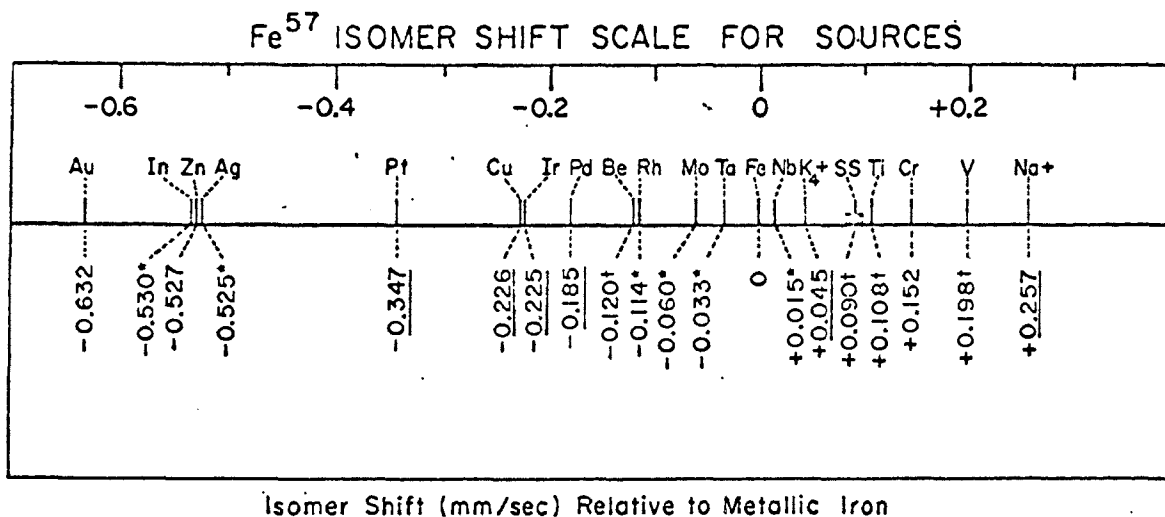 Fe57 ISOMER SHIFT SCALE FOR SOURCES
-0.6 -0.4 -0.2 0 +0.2
Au In Zn Ag Pt Cu Ir Pd Be Rh Mo Ta Fe Nb K4+ SS Ti Cr V Na+
-0.632 -0.530* -0.527 -0.525* -0.347 -0.226 -0.225 -0.185 -0.120† -0.114* -0.060* -0.033* 0 +0.015* +0.045 +0.090† +0.108† +0.152 +0.198† +0.257
Isomer Shift (mm/sec) Relative to Metallic Iron